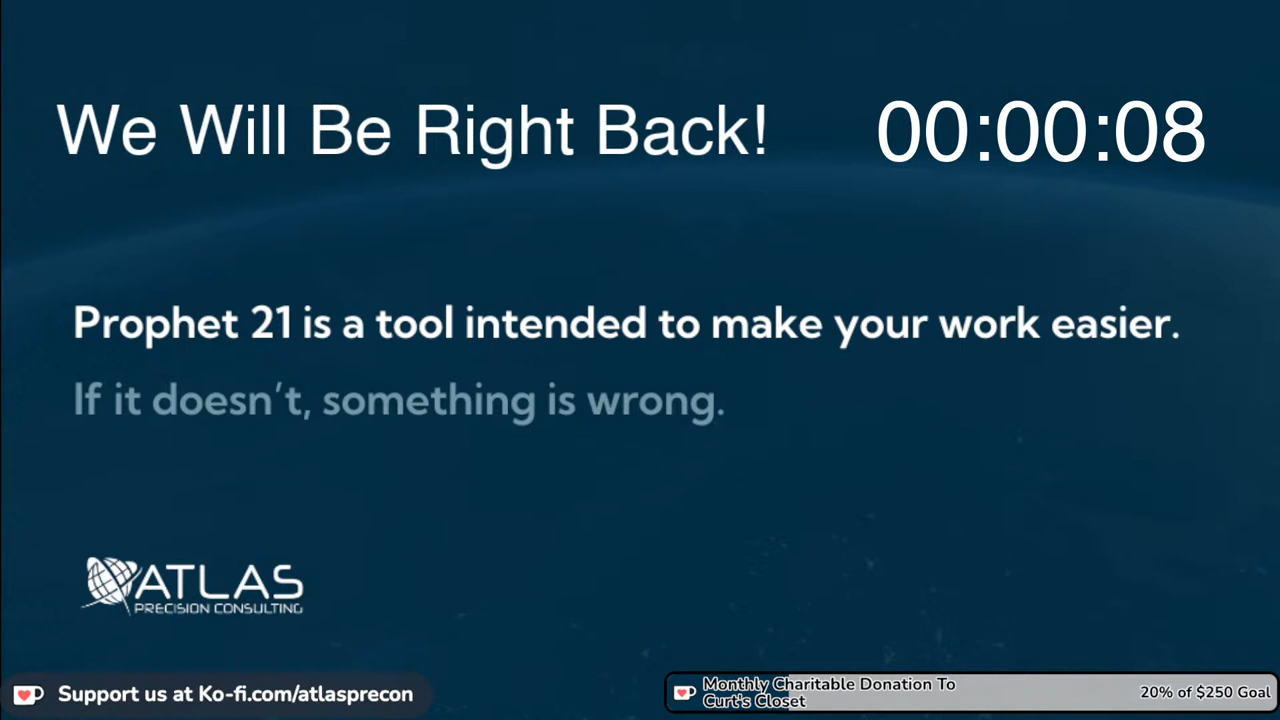 We Will Be Right Back! 00:00:08
Prophet 21 is a tool intended to make your work easier.
If it doesn’t, something is wrong.
ATLAS
PRECISION CONSULTING
Support us at Ko-fi.com/atlasprecon
Monthly Charitable Donation To
Curt's Closet
20% of $250 Goal